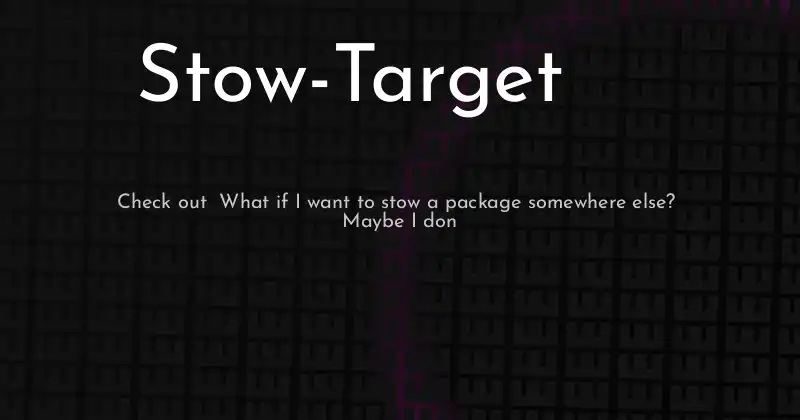 Stow-Target
Check out  What if I want to stow a package somewhere else?
Maybe I don